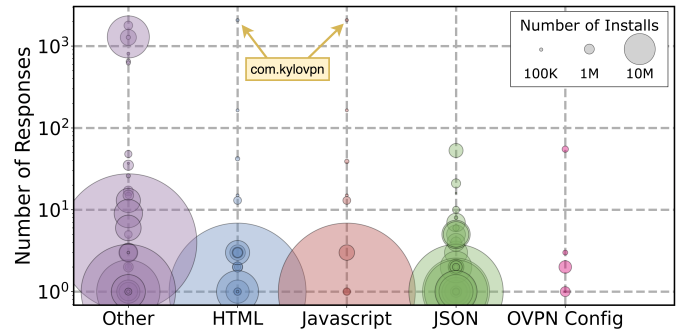 Number of Responses
10³
10²
10¹
10⁰
com.kylovpn
Number of Installs
100K 1M 10M
Other HTML Javascript JSON OVPN Config